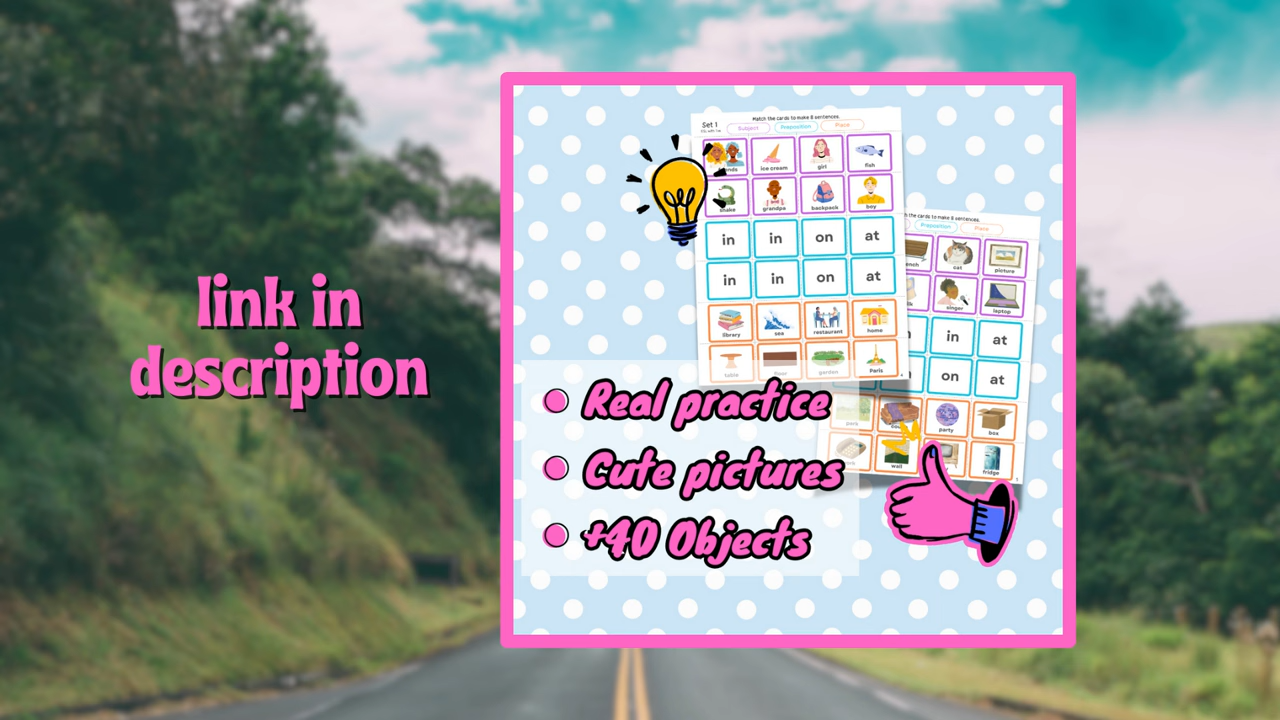 link in
description
Match the cards to make 8 sentences.
Set 1
Subject Preposition Place
ice cream girl fish
snake grandpa backpack boy
in in on at
in in on at
library sea restaurant home
table floor garden Paris
the cards to make 8 sentences.
Preposition Place
cat picture
singer laptop
in at
on at
park party box
wall fridge
Real practice
Cute pictures
+40 Objects